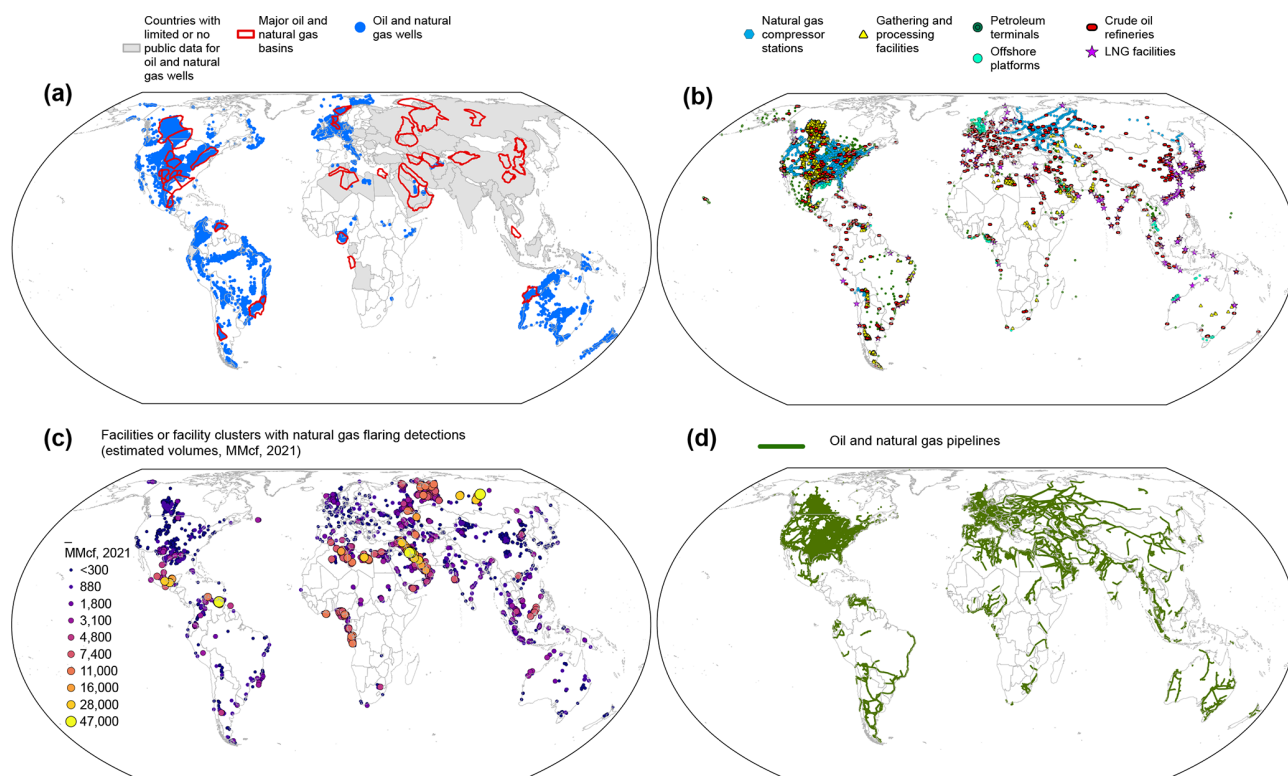 Countries with
limited or no
public data for
oil and natural
gas wells
Major oil and
natural gas
basins
Oil and natural
gas wells
Natural gas
compressor
stations
Gathering and
processing
facilities
Petroleum
terminals
Offshore
platforms
Crude oil
refineries
LNG facilities
(a)
(b)
(c)
Facilities or facility clusters with natural gas flaring detections
(estimated volumes, MMcf, 2021)
(d)
Oil and natural gas pipelines
MMcf, 2021
<300
880
1,800
3,100
4,800
7,400
11,000
16,000
28,000
47,000